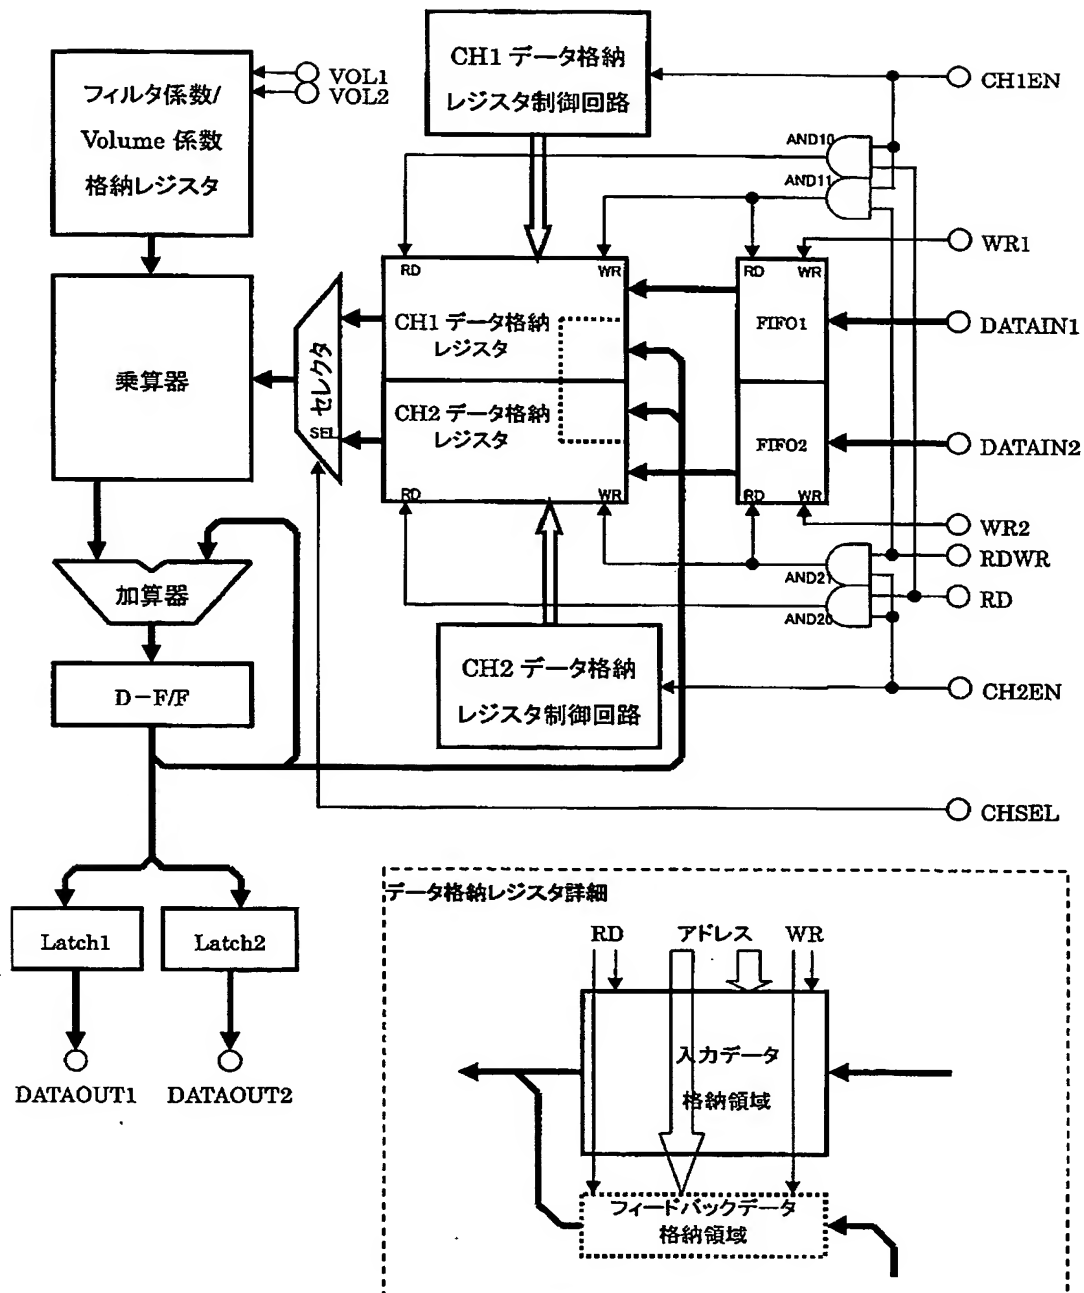 フィルタ係数/
Volume 係数
格納レジスタ
VOL1
VOL2
CH1 データ格納
レジスタ制御回路
CH1EN
AND10
AND11
WR1
RD
WR
RD
WR
乗算器
セレクタ
SEL
CH1 データ格納
レジスタ
CH2 データ格納
レジスタ
FIFO1
FIFO2
DATAIN1
DATAIN2
RD
WR
RD
WR
WR2
RDWR
RD
AND21
AND20
加算器
D-F/F
CH2 データ格納
レジスタ制御回路
CH2EN
CHSEL
Latch1
Latch2
DATAOUT1
DATAOUT2
データ格納レジスタ詳細
RD
アドレス
WR
入力データ
格納領域
フィードバックデータ
格納領域